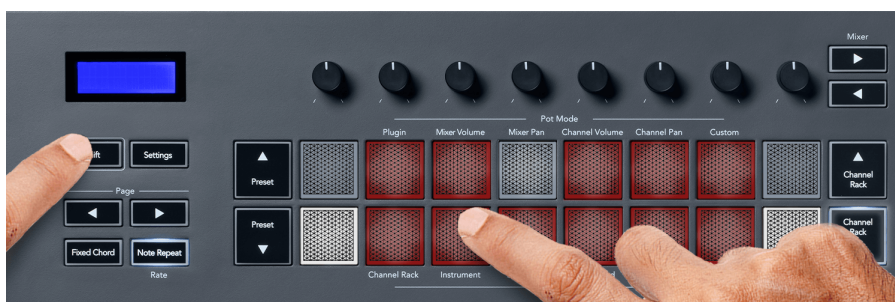 Mixer
Pot Mode
Plugin
Mixer Volume
Mixer Pan
Channel Volume
Channel Pan
Custom
Settings
Page
Preset
Channel
Rack
Preset
Channel
Rack
Fixed Chord
Note Repeat
Rate
Channel Rack
Instrument